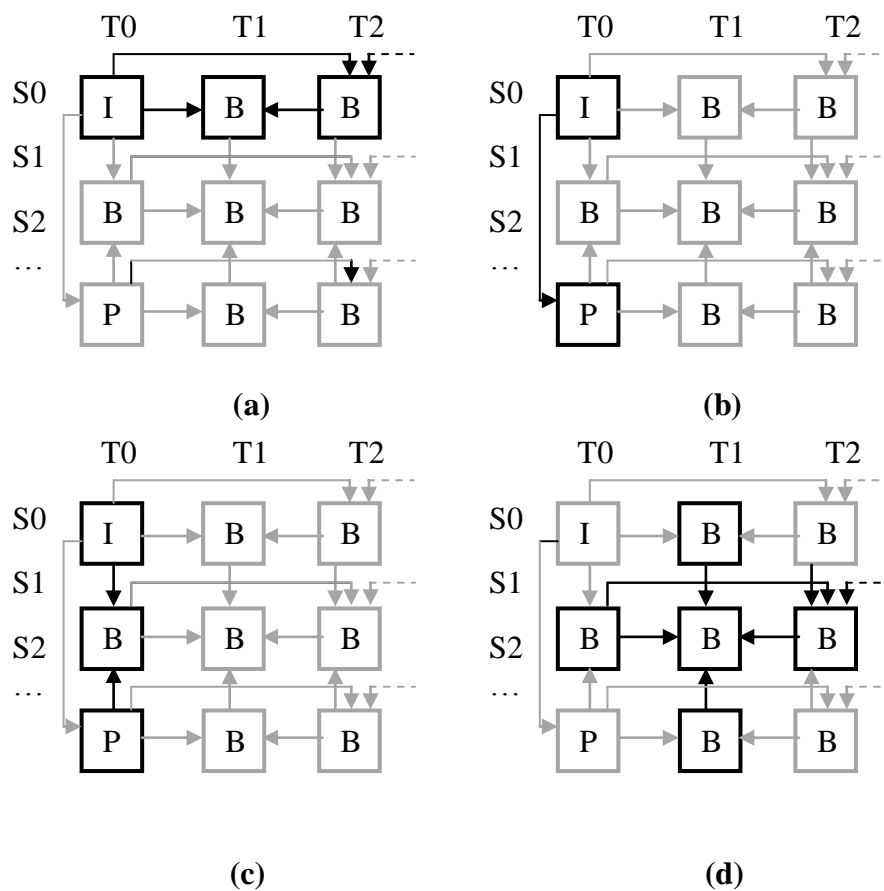 T0 T1 T2 T0 T1 T2
S0 I B B S0 I B B
S1 S1
B B B B B B
S2 S2
... ...
P B B P B B
(a) (b)
T0 T1 T2 T0 T1 T2
S0 I B B S0 I B B
S1 S1
B B B B B B
S2 S2
... ...
P B B P B B
(c) (d)